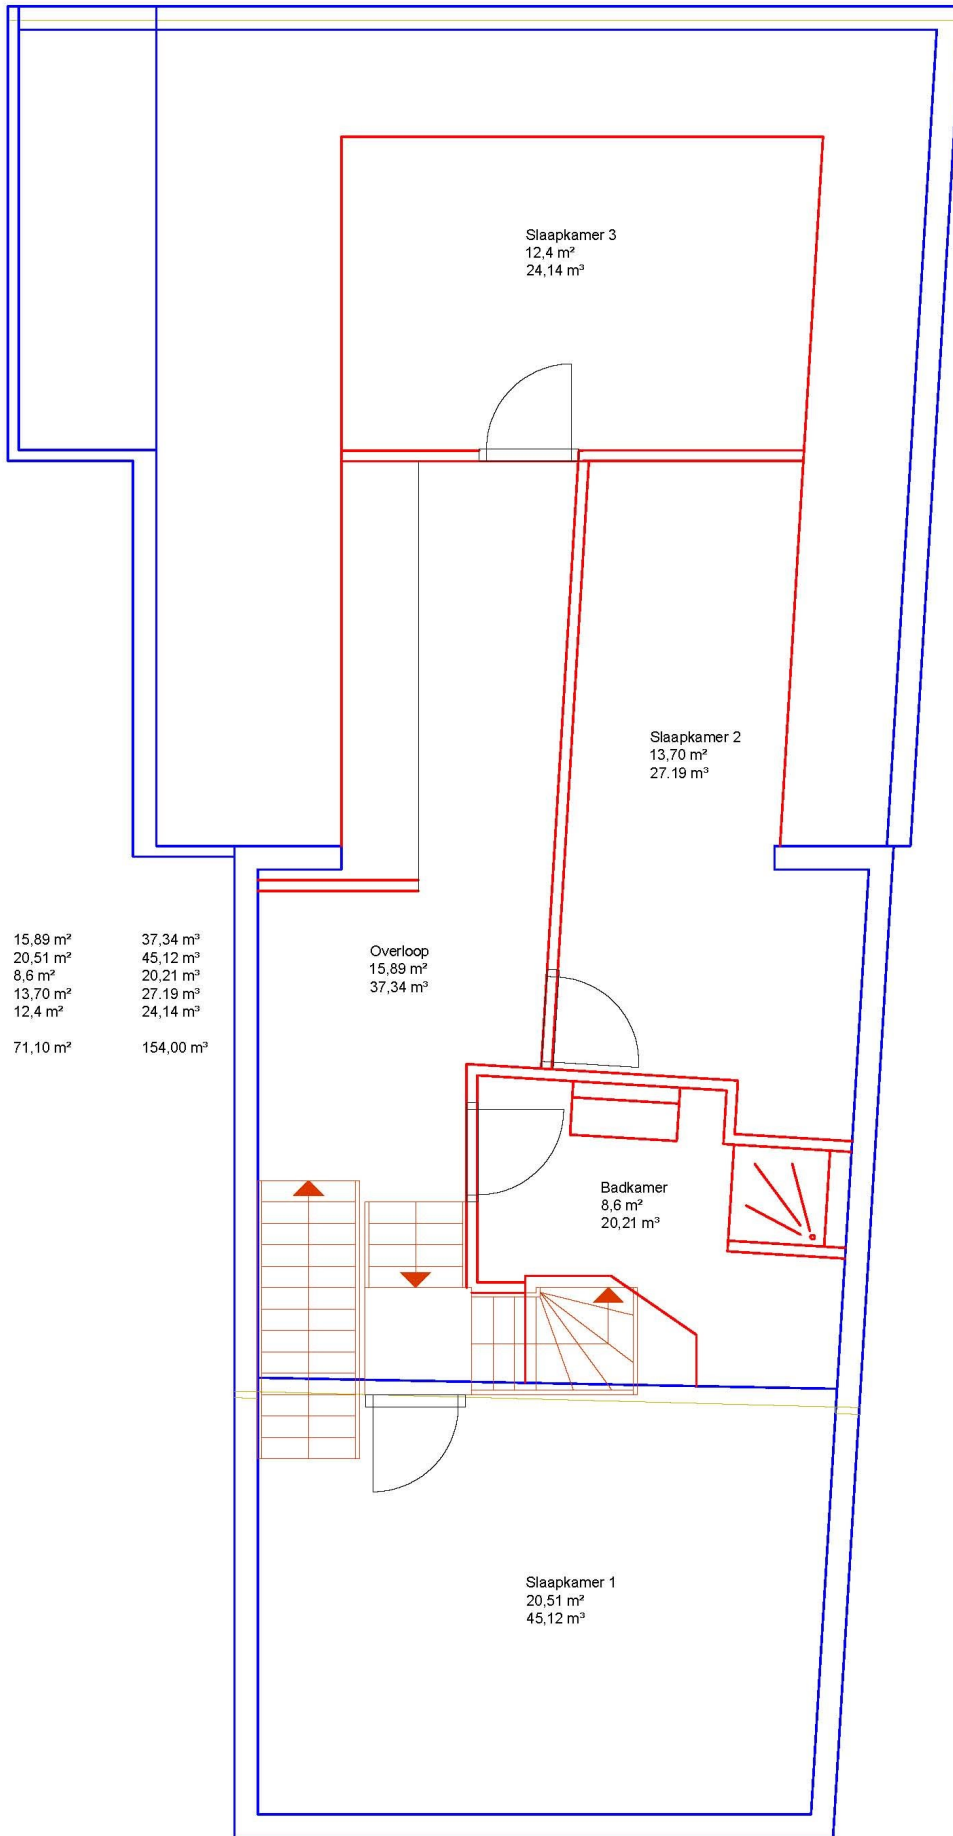 Slaapkamer 3
12,4 m²
24,14 m³
Slaapkamer 2
13,70 m²
27.19 m³
15,89 m² 37,34 m³
20,51 m² 45,12 m³
8,6 m² 20,21 m³
13,70 m² 27.19 m³
12,4 m² 24,14 m³
71,10 m² 154,00 m³
Overloop
15,89 m²
37,34 m³
Badkamer
8,6 m²
20,21 m³
Slaapkamer 1
20,51 m²
45,12 m³